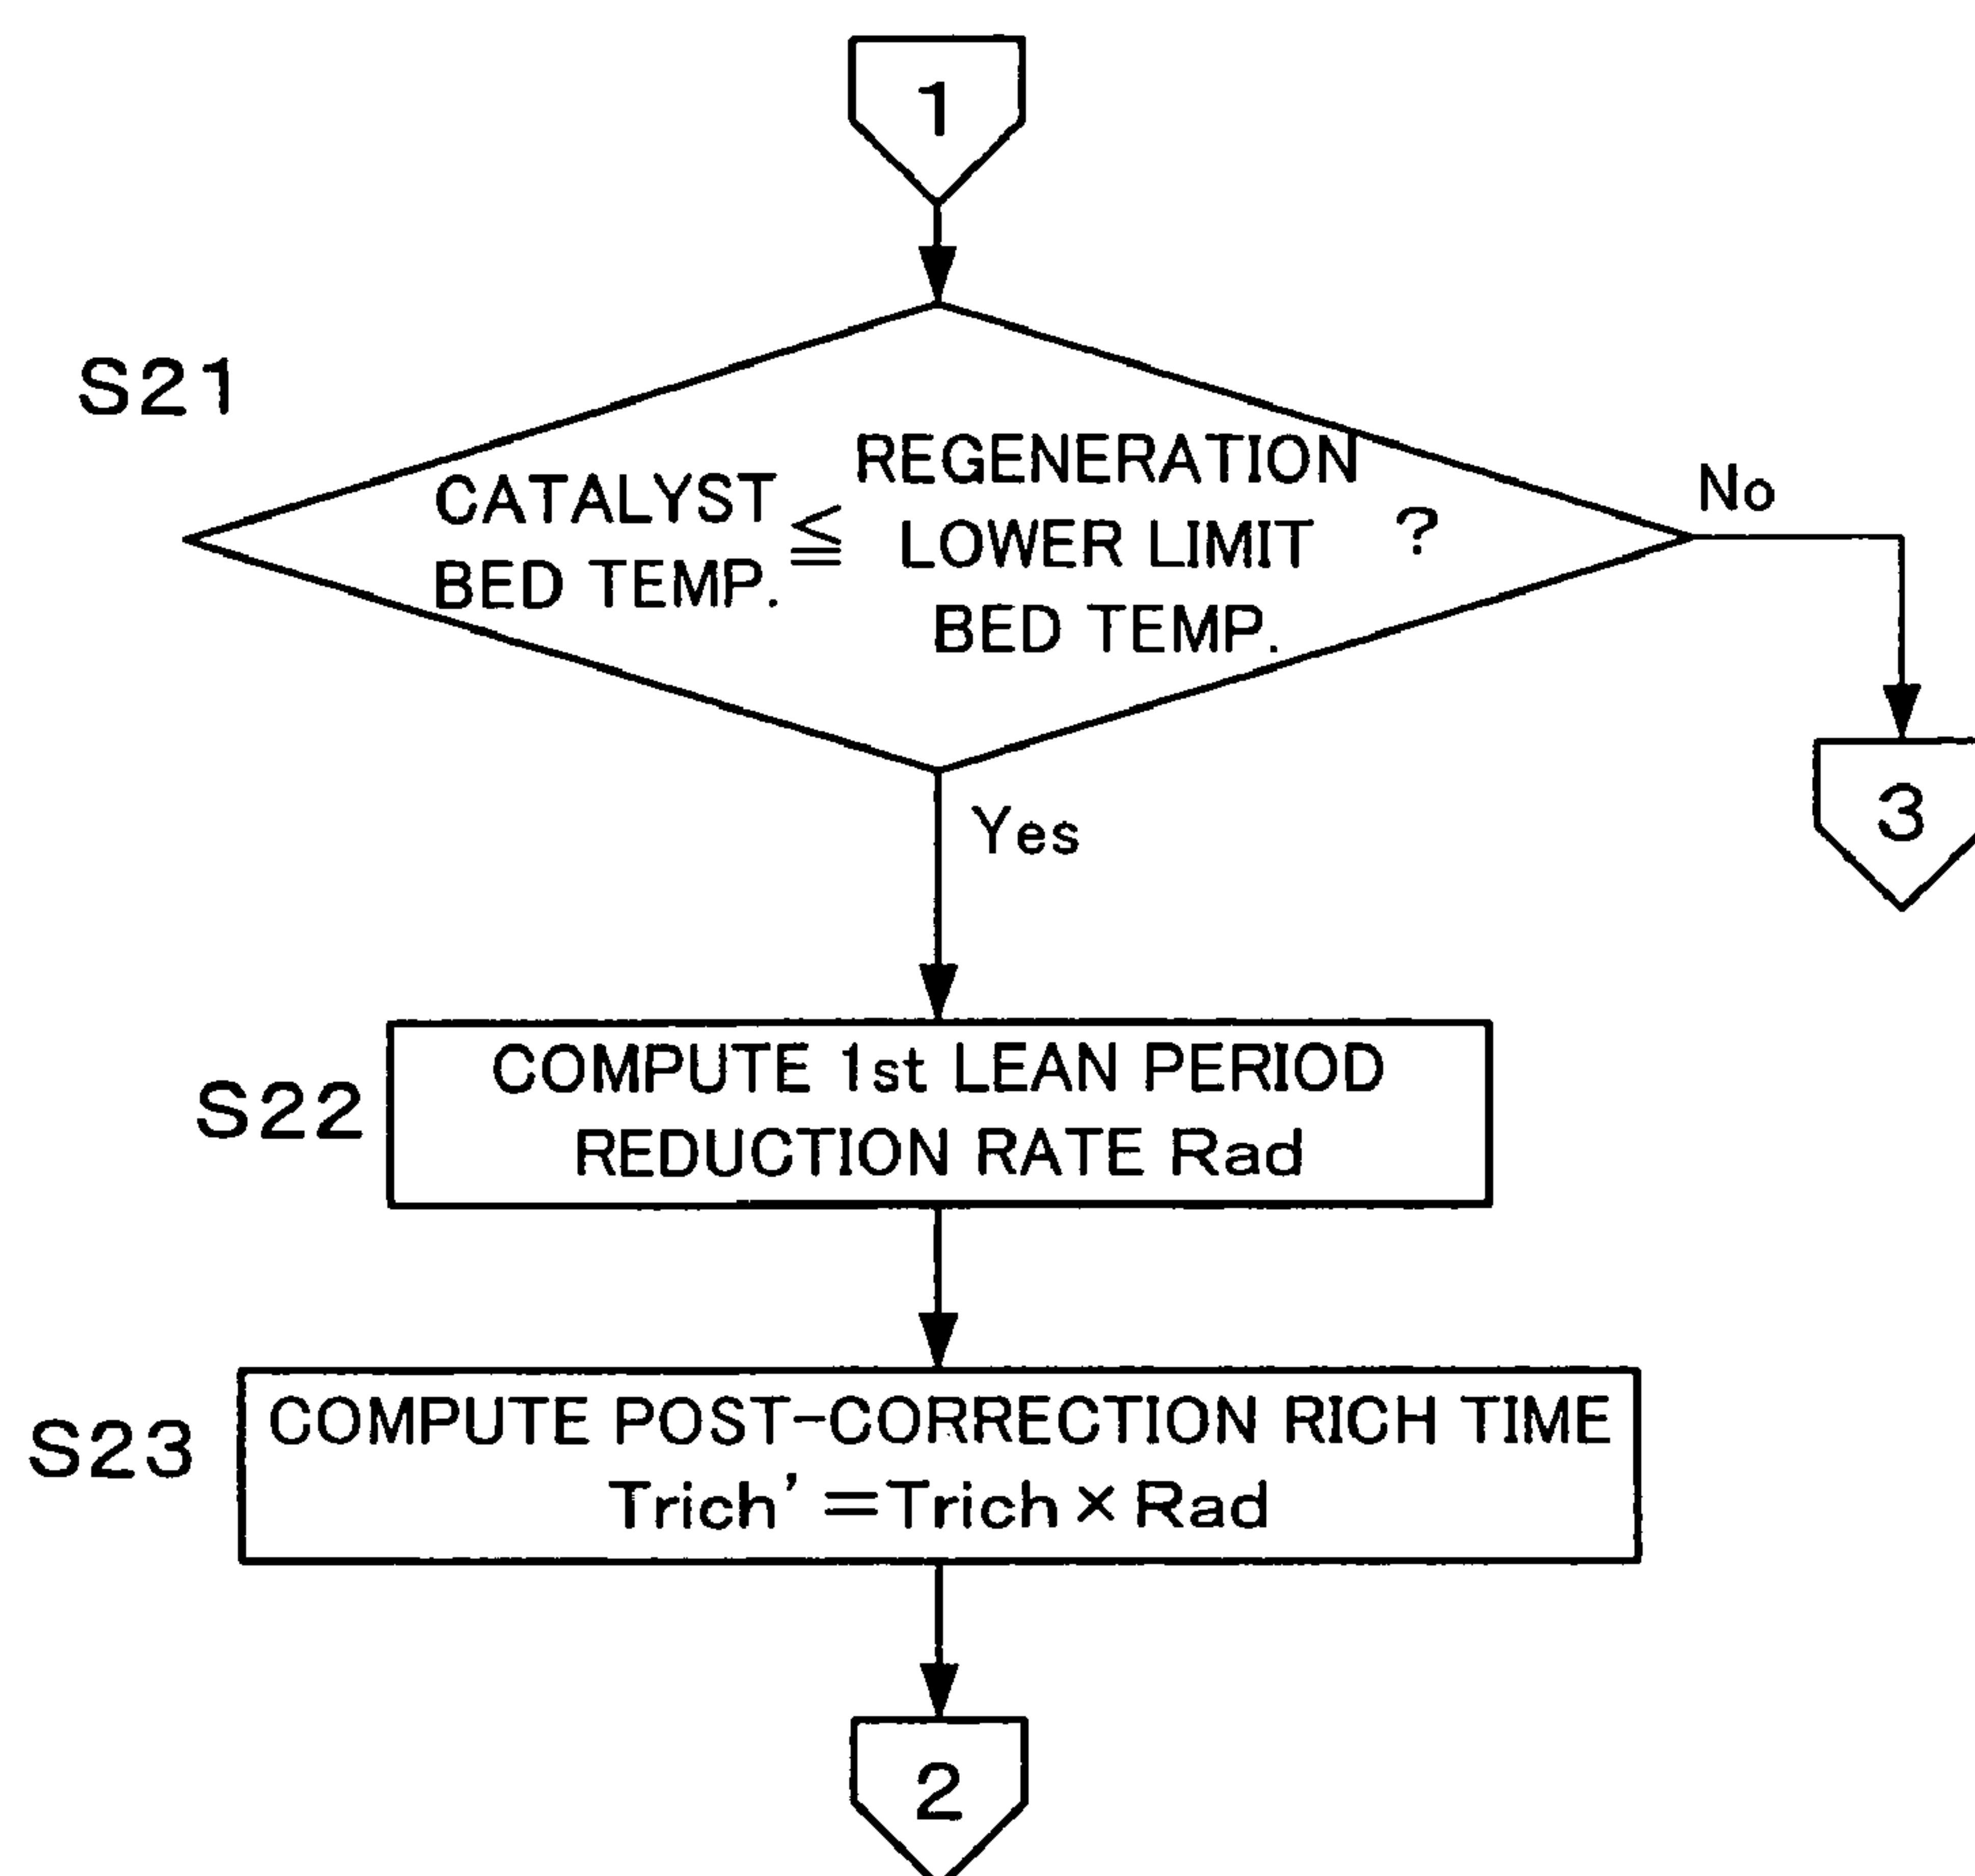 1
S21
CATALYST
BED TEMP.
≦
REGENERATION
LOWER LIMIT
BED TEMP.
?
No
3
Yes
S22
COMPUTE 1st LEAN PERIOD
REDUCTION RATE Rad
S23
COMPUTE POST-CORRECTION RICH TIME
Trich' =Trich × Rad
2